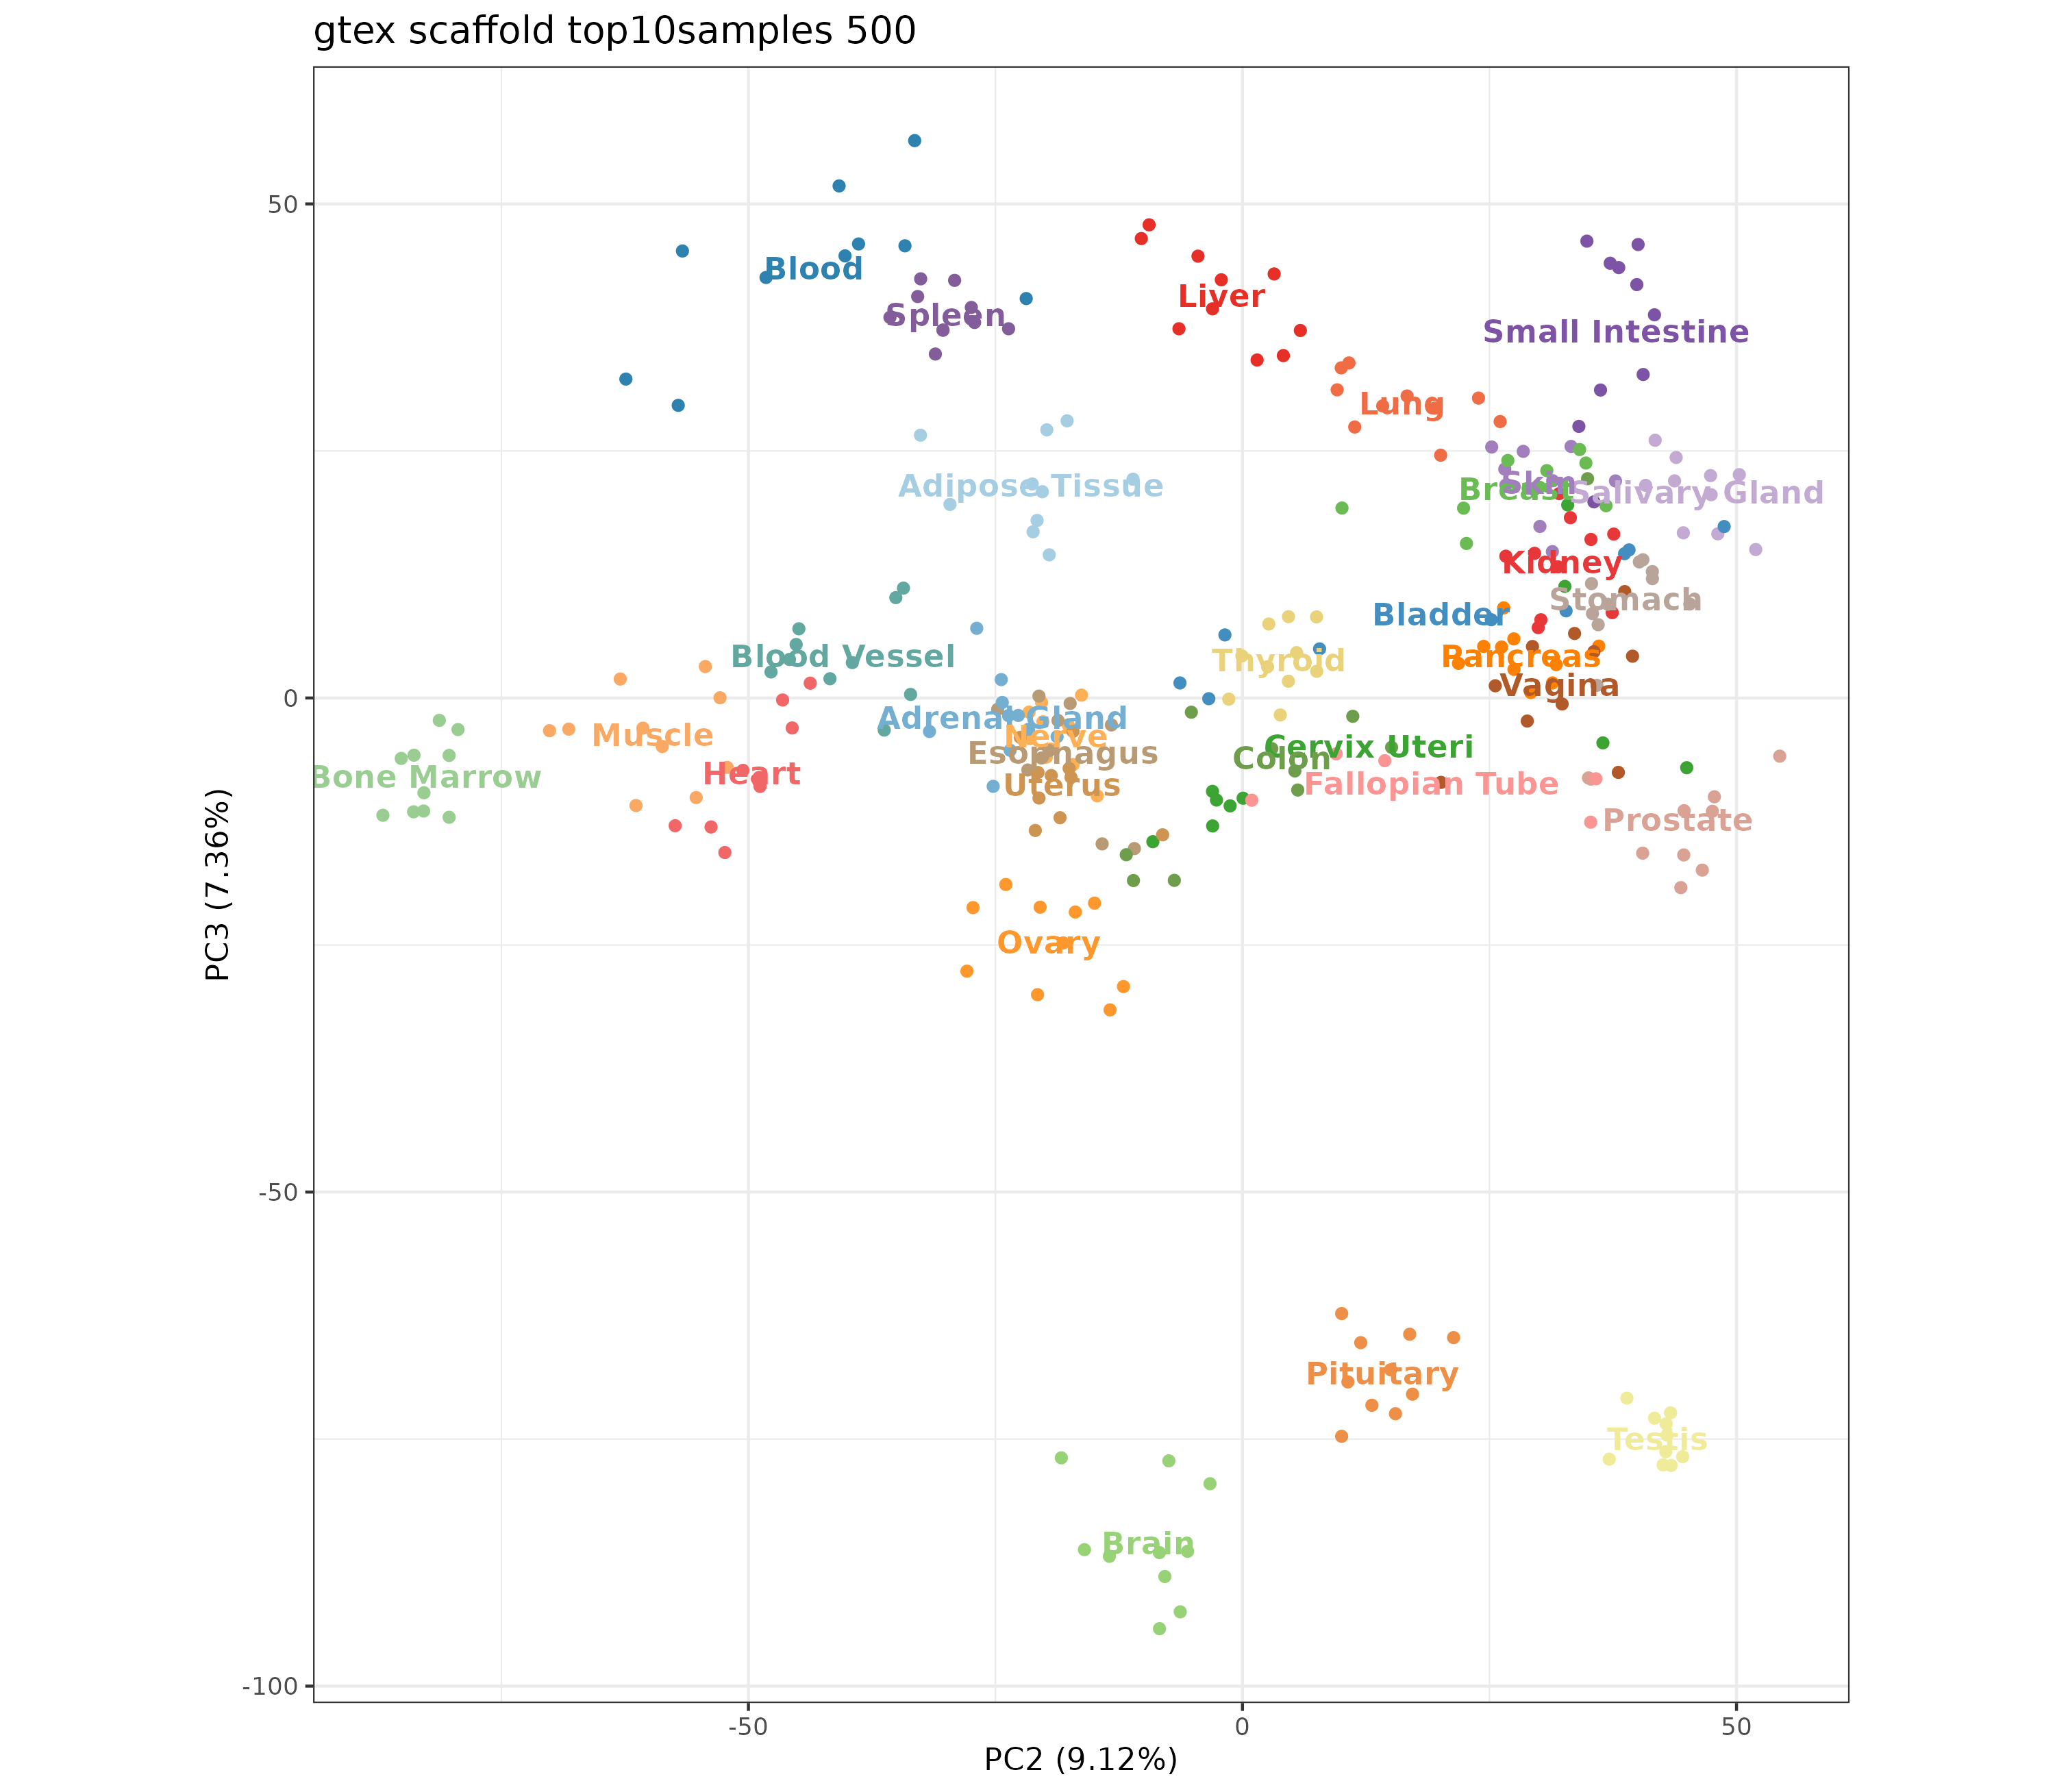 gtex scaffold top10samples 500
50
0
-50
-100
PC3 (7.36%)
Blood
Liver
Spleen
Small Intestine
Lung
Adipose Tissue
Skin
Breast
Salivary Gland
Kidney
Stomach
Bladder
Blood Vessel
Thyroid
Pancreas
Vagina
Adrenal Gland
Muscle
Nerve
Cervix Uteri
Esophagus
Colon
Heart
Bone Marrow
Uterus
Fallopian Tube
Prostate
Ovary
Pituitary
Testis
Brain
-50
0
50
PC2 (9.12%)